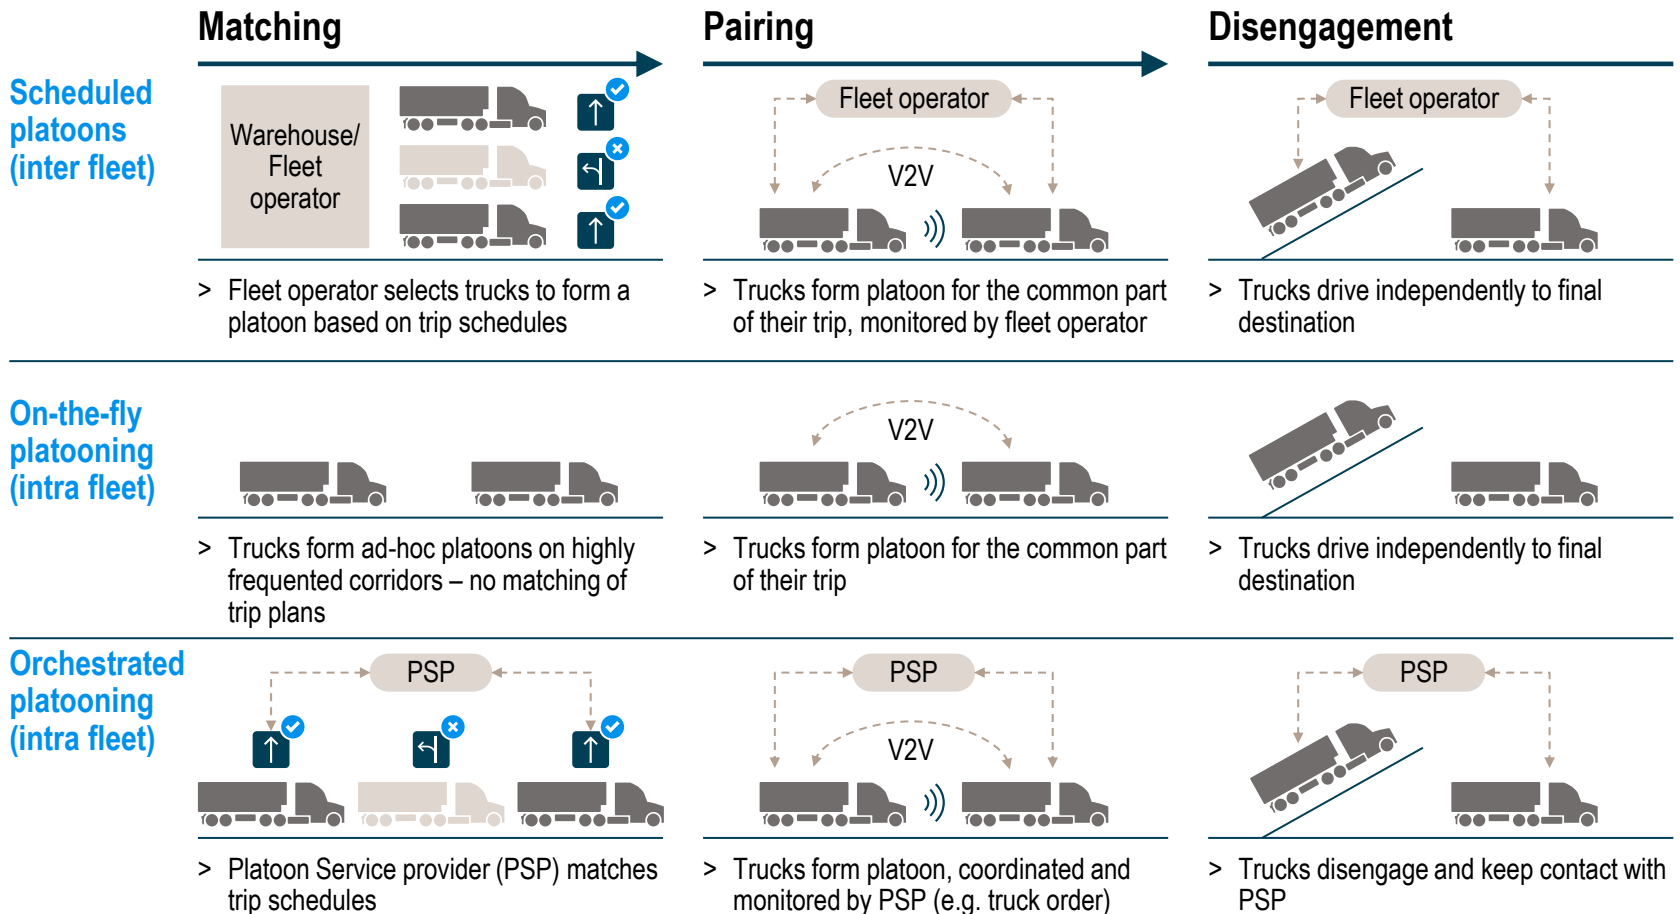 Matching
Pairing
Disengagement
Scheduled
platoons
(inter fleet)
Warehouse/
Fleet
operator
Fleet operator
V2V
Fleet operator
> Fleet operator selects trucks to form a
platoon based on trip schedules
> Trucks form platoon for the common part
of their trip, monitored by fleet operator
> Trucks drive independently to final
destination
On-the-fly
platooning
(intra fleet)
V2V
> Trucks form ad-hoc platoons on highly
frequented corridors – no matching of
trip plans
> Trucks form platoon for the common part
of their trip
> Trucks drive independently to final
destination
Orchestrated
platooning
(intra fleet)
PSP
PSP
V2V
PSP
> Platoon Service provider (PSP) matches
trip schedules
> Trucks form platoon, coordinated and
monitored by PSP (e.g. truck order)
> Trucks disengage and keep contact with
PSP